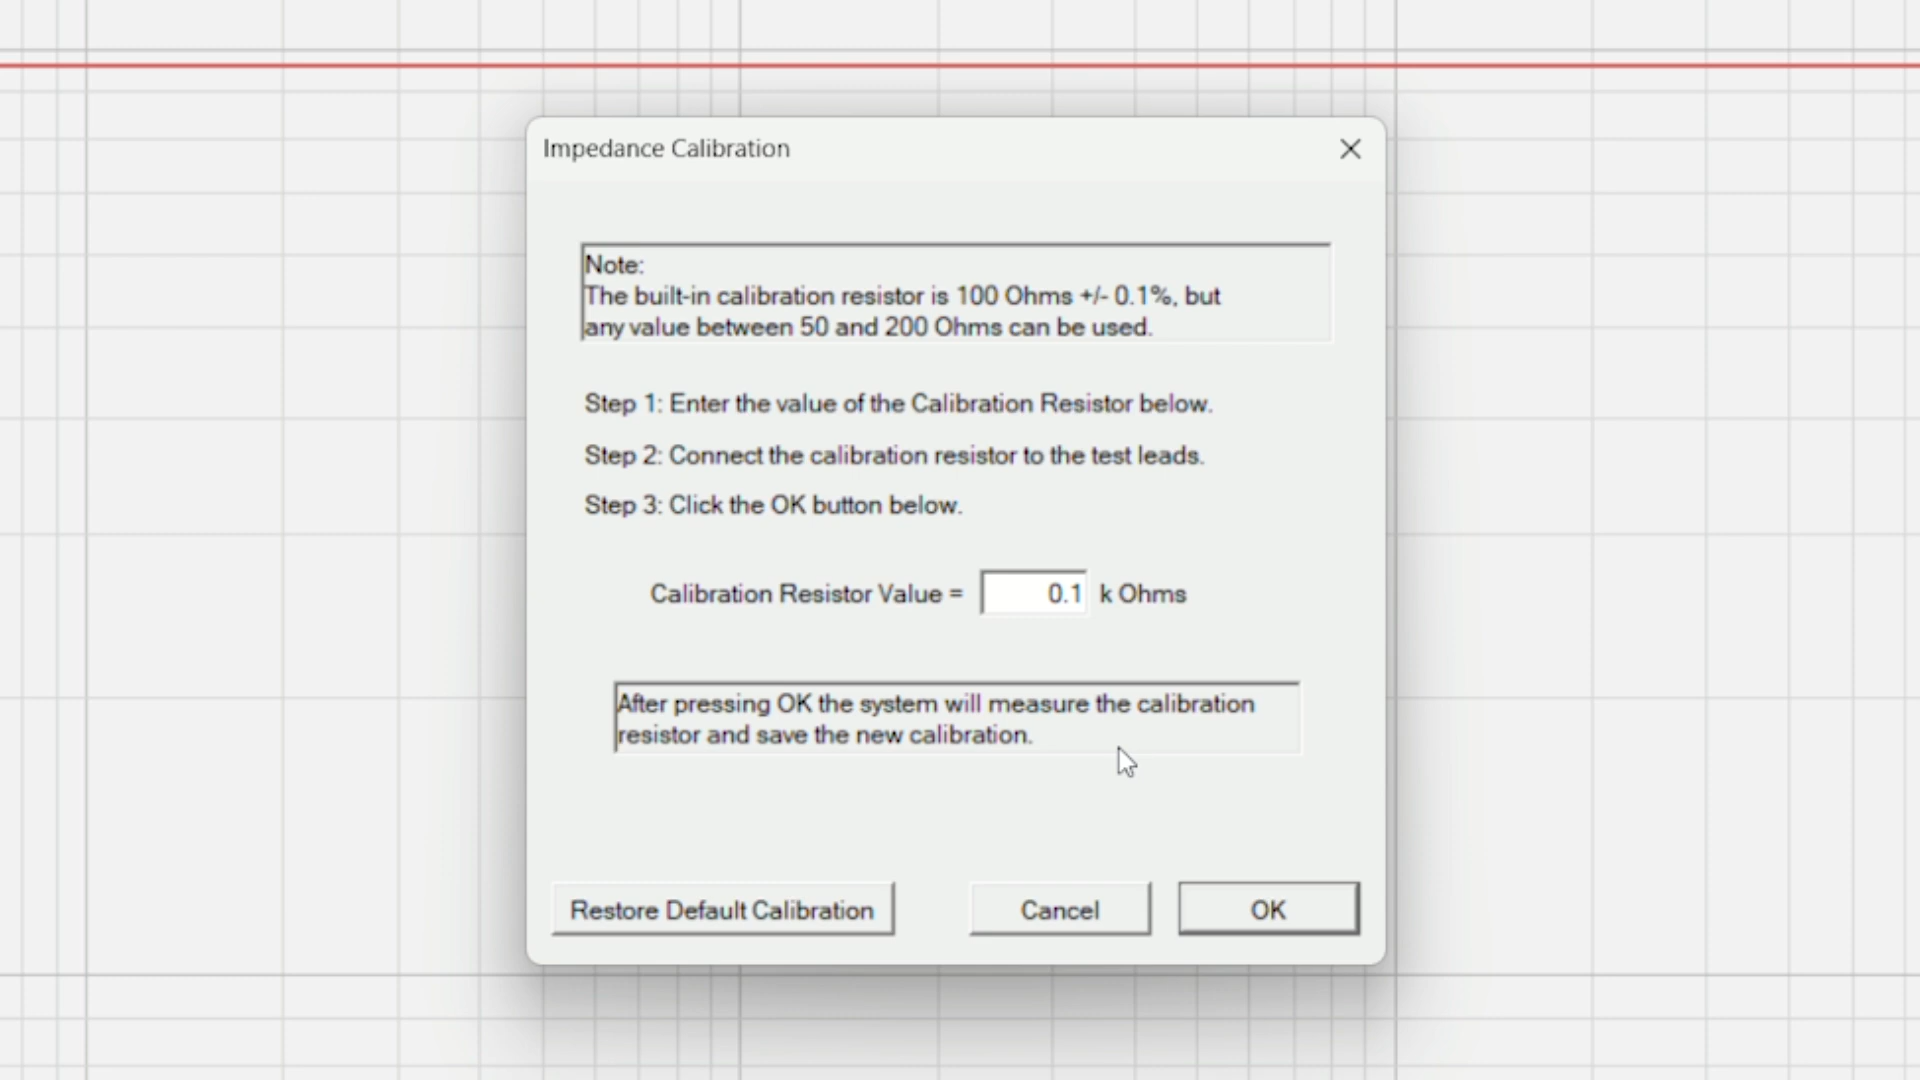 Impedance Calibration
Note:
The built-in calibration resistor is 100 Ohms +/- 0.1%, but
any value between 50 and 200 Ohms can be used.
Step 1: Enter the value of the Calibration Resistor below.
Step 2: Connect the calibration resistor to the test leads.
Step 3: Click the OK button below.
Calibration Resistor Value = 0.1 k Ohms
After pressing OK the system will measure the calibration
resistor and save the new calibration.
Restore Default Calibration Cancel OK